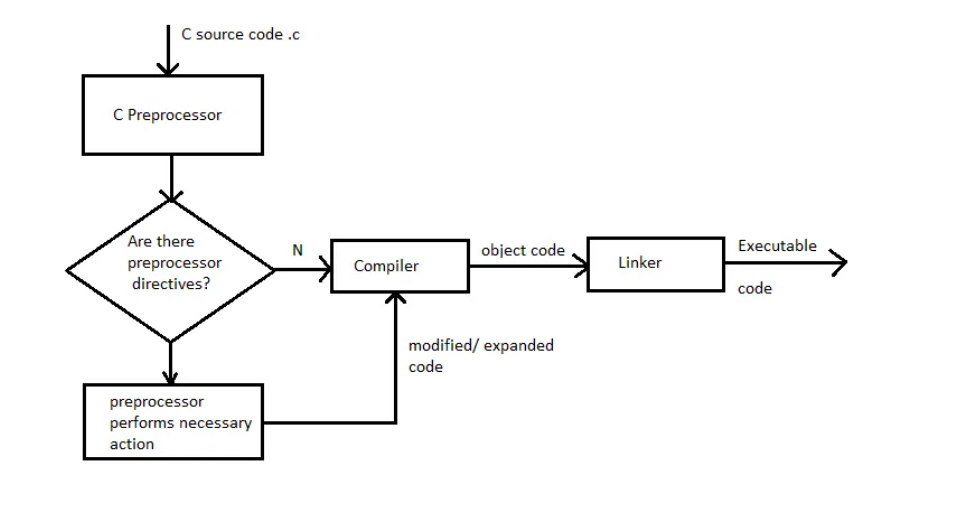 C source code .c
C Preprocessor
Are there
preprocessor
directives?
N
Compiler
object code
Linker
Executable
code
modified/ expanded
code
preprocessor
performs necessary
action